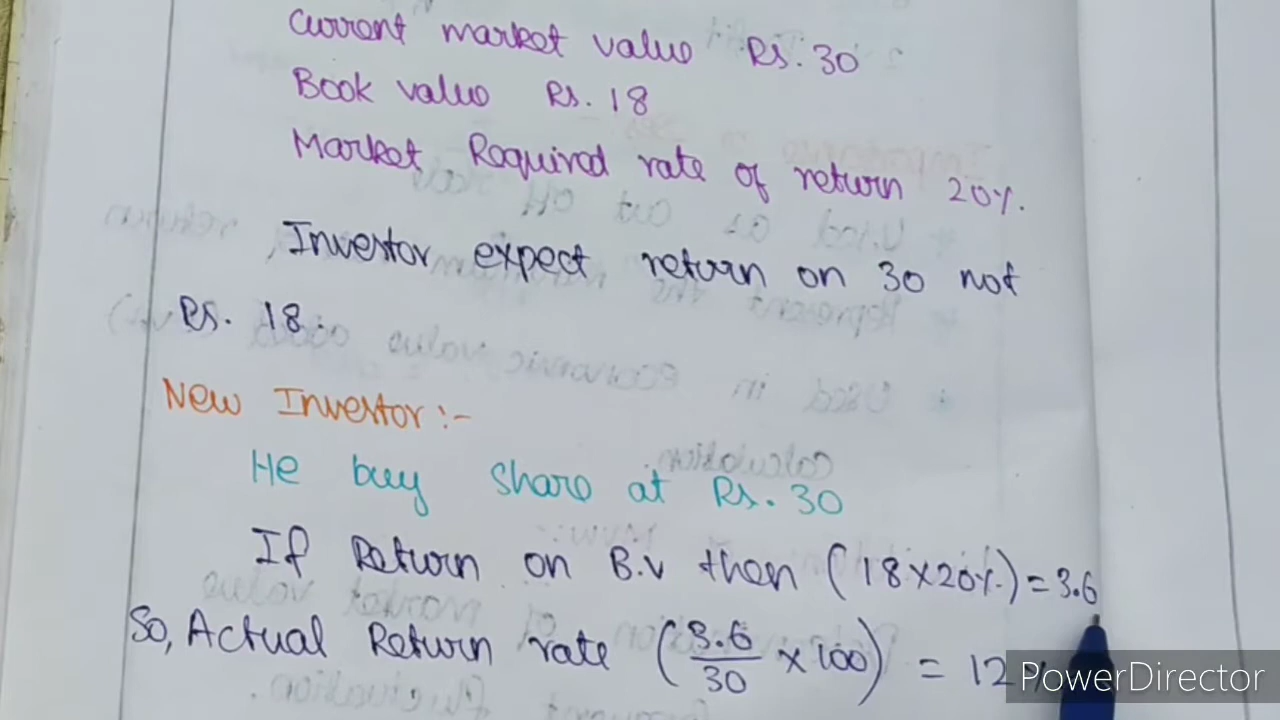 Current market value Rs. 30
Book value Rs. 18
Market Required rate of return 20%.
Investor expect return on 30 not
Rs. 18.
New Investor :-
He buy share at Rs. 30
If Return on B.V then (18×20%) = 3.6
So, Actual Return rate (3.6/30 × 100) = 12%
PowerDirector